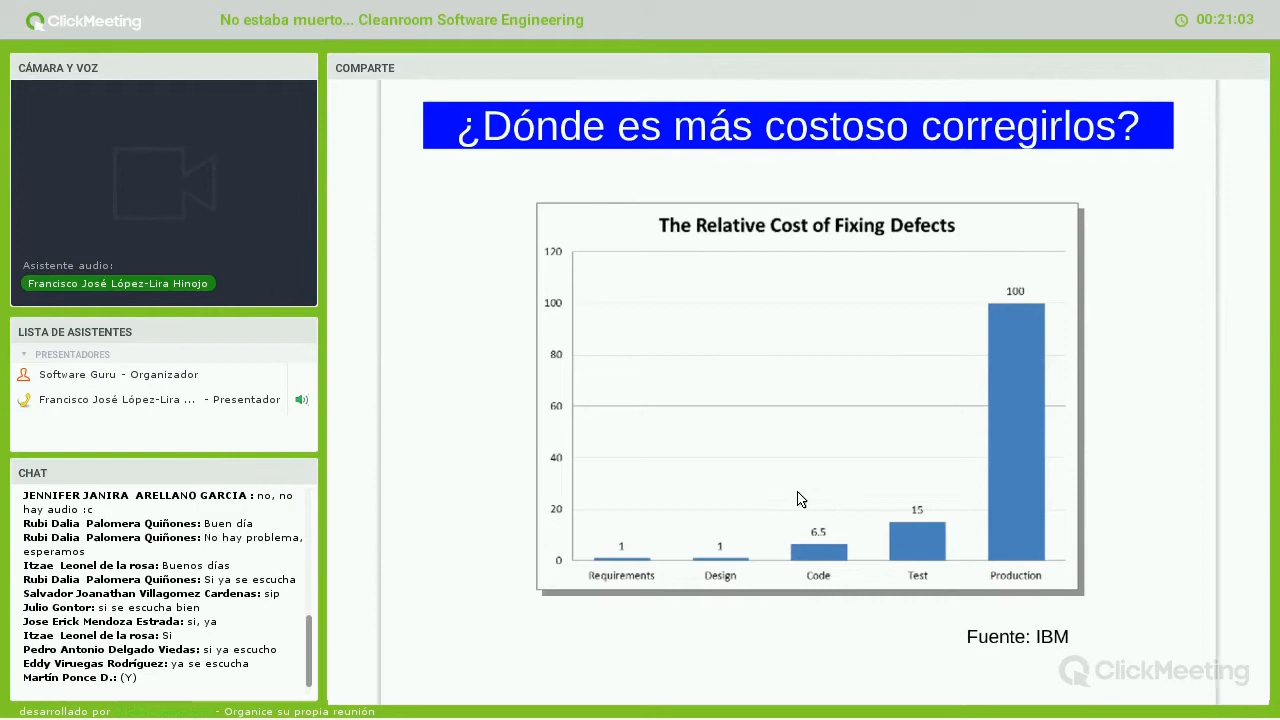 ClickMeeting
No estaba muerto... Cleanroom Software Engineering
00:21:03
CÁMARA Y VOZ
Asistente audio:
Francisco José López-Lira Hinojo
LISTA DE ASISTENTES
PRESENTADORES
Software Guru - Organizador
Francisco José López-Lira ... - Presentador
CHAT
JENNIFER JANIRA ARELLANO GARCIA : no, no
hay audio :c
Rubi Dalia Palomera Quiñones: Buen día
Rubi Dalia Palomera Quiñones: No hay problema,
esperamos
Itzae Leonel de la rosa: Buenos días
Rubi Dalia Palomera Quiñones: Si ya se escucha
Salvador Joanathan Villagomez Cardenas: sip
Julio Gontor: si se escucha bien
Jose Erick Mendoza Estrada: si, ya
Itzae Leonel de la rosa: Si
Pedro Antonio Delgado Viedas: si ya escucho
Eddy Viruegas Rodríguez: ya se escucha
Martín Ponce D.: (Y)
desarrollado por
- Organice su propia reunión
COMPARTE
¿Dónde es más costoso corregirlos?
The Relative Cost of Fixing Defects
120
100
80
60
40
20
0
1
1
6.5
15
100
Requirements
Design
Code
Test
Production
Fuente: IBM
ClickMeeting